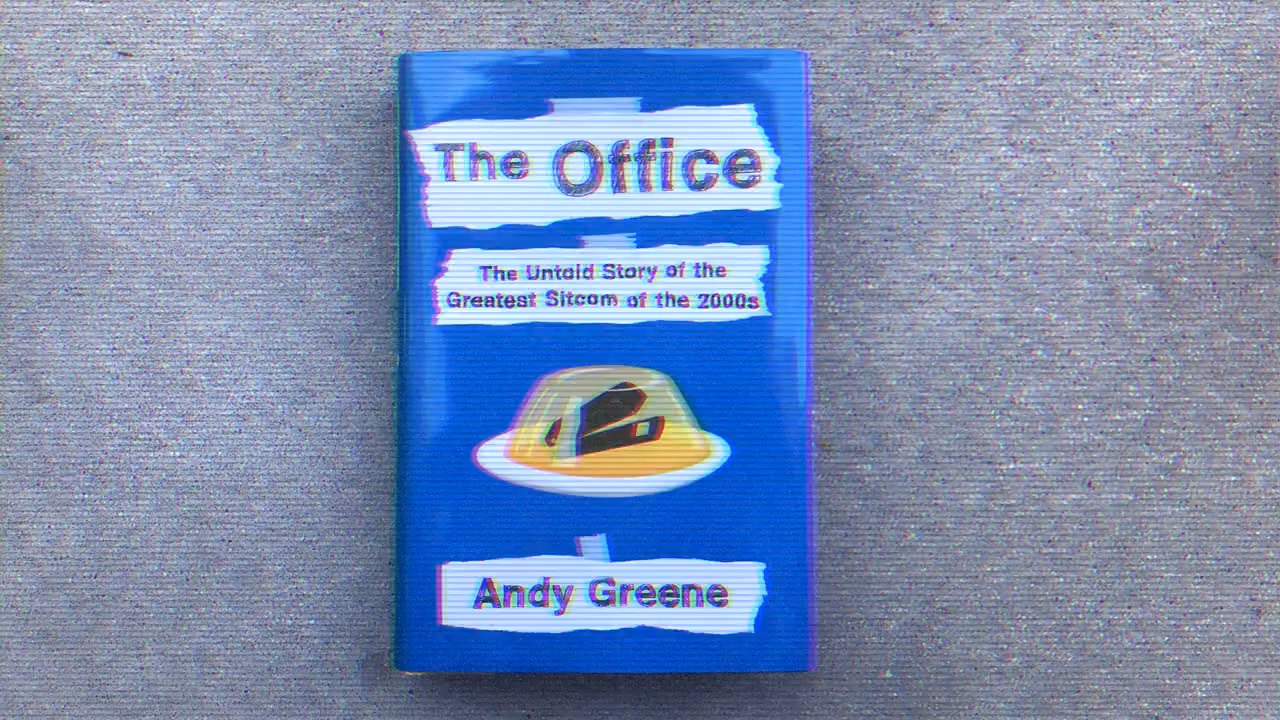 The Office
The Untold Story of the
Greatest Sitcom of the 2000s
Andy Greene